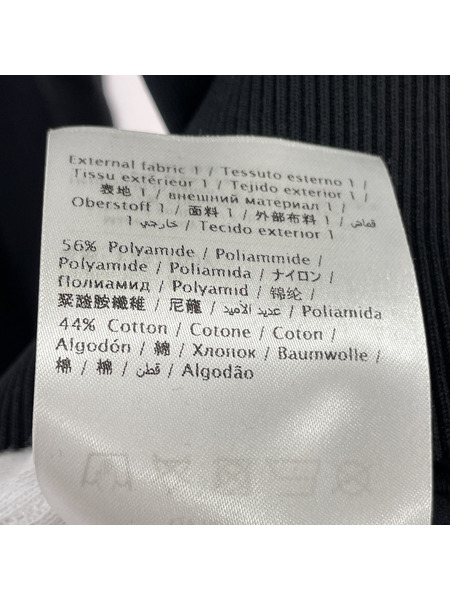 External fabric 1 / Tessuto esterno 1 /
Tissu extérieur 1 / Tejido exterior 1 /
表地 1 / внешний материал 1 /
Oberstoff 1 / 面料 1 / 外部布料 1 / قماش
خارجي 1 / Tecido exterior 1
56% Polyamide / Poliammide /
Polyamide / Poliamida / ナイロン /
Полиамид / Polyamid / 锦纶 /
聚醯胺纖維 / 尼龍 / عديد الأميد / Poliamida
44% Cotton / Cotone / Coton /
Algodón / 綿 / Хлопок / Baumwolle /
棉 / 棉 / قطن / Algodão